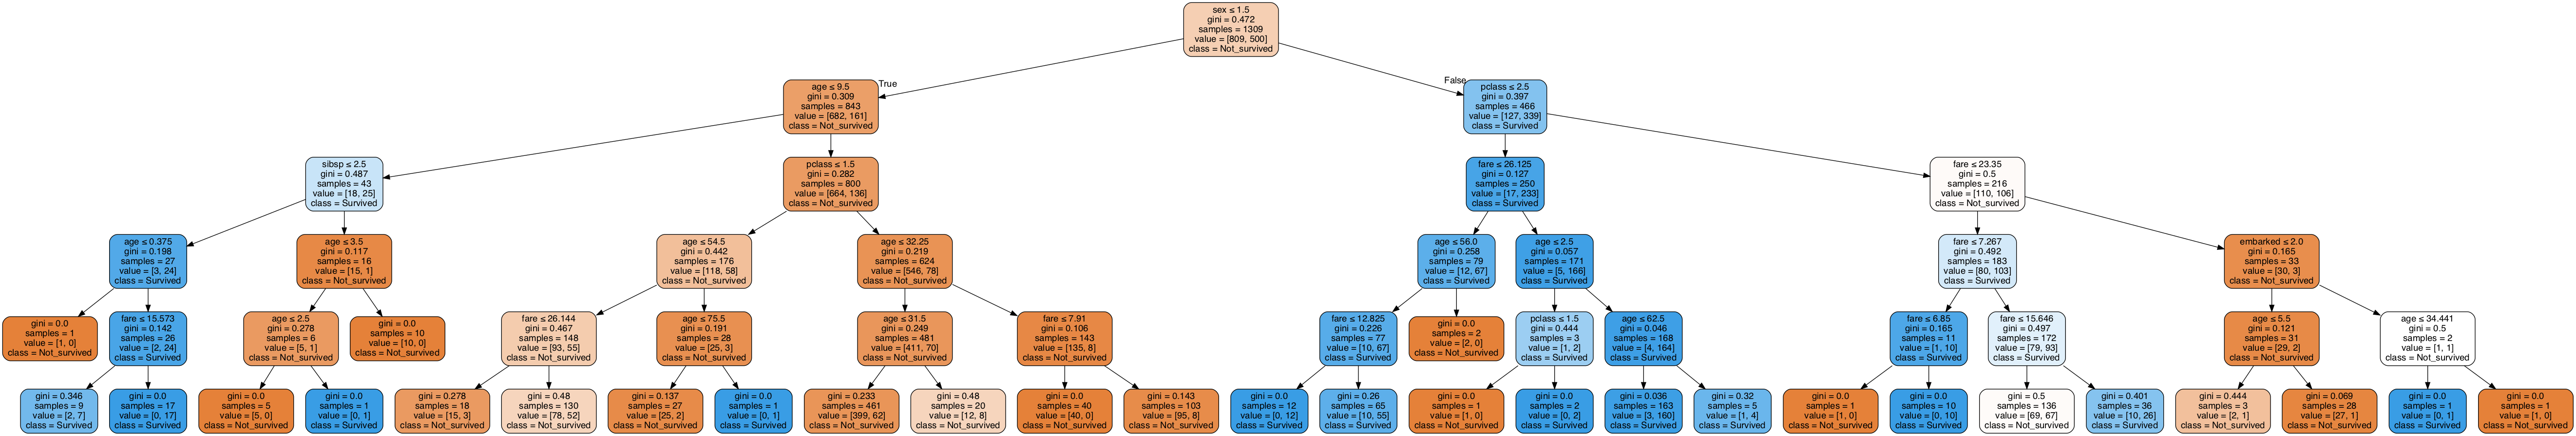 sex ≤ 1.5
gini = 0.472
samples = 1309
value = [809, 500]
class = Not_survived
True
False
age ≤ 9.5
gini = 0.309
samples = 843
value = [682, 161]
class = Not_survived
pclass ≤ 2.5
gini = 0.397
samples = 466
value = [127, 339]
class = Survived
sibsp ≤ 2.5
gini = 0.487
samples = 43
value = [18, 25]
class = Survived
pclass ≤ 1.5
gini = 0.282
samples = 800
value = [664, 136]
class = Not_survived
fare ≤ 26.125
gini = 0.127
samples = 250
value = [17, 233]
class = Survived
fare ≤ 23.35
gini = 0.5
samples = 216
value = [110, 106]
class = Not_survived
age ≤ 0.375
gini = 0.198
samples = 27
value = [3, 24]
class = Survived
age ≤ 3.5
gini = 0.117
samples = 16
value = [15, 1]
class = Not_survived
age ≤ 54.5
gini = 0.442
samples = 176
value = [118, 58]
class = Not_survived
age ≤ 32.25
gini = 0.219
samples = 624
value = [546, 78]
class = Not_survived
age ≤ 56.0
gini = 0.258
samples = 79
value = [12, 67]
class = Survived
age ≤ 2.5
gini = 0.057
samples = 171
value = [5, 166]
class = Survived
fare ≤ 7.267
gini = 0.492
samples = 183
value = [80, 103]
class = Survived
embarked ≤ 2.0
gini = 0.165
samples = 33
value = [30, 3]
class = Not_survived
gini = 0.0
samples = 1
value = [1, 0]
class = Not_survived
fare ≤ 15.573
gini = 0.142
samples = 26
value = [2, 24]
class = Survived
age ≤ 2.5
gini = 0.278
samples = 6
value = [5, 1]
class = Not_survived
gini = 0.0
samples = 10
value = [10, 0]
class = Not_survived
fare ≤ 26.144
gini = 0.467
samples = 148
value = [93, 55]
class = Not_survived
age ≤ 75.5
gini = 0.191
samples = 28
value = [25, 3]
class = Not_survived
age ≤ 31.5
gini = 0.249
samples = 481
value = [411, 70]
class = Not_survived
fare ≤ 7.91
gini = 0.106
samples = 143
value = [135, 8]
class = Not_survived
fare ≤ 12.825
gini = 0.226
samples = 77
value = [10, 67]
class = Survived
gini = 0.0
samples = 2
value = [2, 0]
class = Not_survived
pclass ≤ 1.5
gini = 0.444
samples = 3
value = [1, 2]
class = Survived
age ≤ 62.5
gini = 0.046
samples = 168
value = [4, 164]
class = Survived
fare ≤ 6.85
gini = 0.165
samples = 11
value = [1, 10]
class = Survived
fare ≤ 15.646
gini = 0.497
samples = 172
value = [79, 93]
class = Survived
age ≤ 5.5
gini = 0.121
samples = 31
value = [29, 2]
class = Not_survived
age ≤ 34.441
gini = 0.5
samples = 2
value = [1, 1]
class = Not_survived
gini = 0.346
samples = 9
value = [2, 7]
class = Survived
gini = 0.0
samples = 17
value = [0, 17]
class = Survived
gini = 0.0
samples = 5
value = [5, 0]
class = Not_survived
gini = 0.0
samples = 1
value = [0, 1]
class = Survived
gini = 0.278
samples = 18
value = [15, 3]
class = Not_survived
gini = 0.48
samples = 130
value = [78, 52]
class = Not_survived
gini = 0.137
samples = 27
value = [25, 2]
class = Not_survived
gini = 0.0
samples = 1
value = [0, 1]
class = Survived
gini = 0.233
samples = 461
value = [399, 62]
class = Not_survived
gini = 0.48
samples = 20
value = [12, 8]
class = Not_survived
gini = 0.0
samples = 40
value = [40, 0]
class = Not_survived
gini = 0.143
samples = 103
value = [95, 8]
class = Not_survived
gini = 0.0
samples = 12
value = [0, 12]
class = Survived
gini = 0.26
samples = 65
value = [10, 55]
class = Survived
gini = 0.0
samples = 1
value = [1, 0]
class = Not_survived
gini = 0.0
samples = 2
value = [0, 2]
class = Survived
gini = 0.036
samples = 163
value = [3, 160]
class = Survived
gini = 0.32
samples = 5
value = [1, 4]
class = Survived
gini = 0.0
samples = 1
value = [1, 0]
class = Not_survived
gini = 0.0
samples = 10
value = [0, 10]
class = Survived
gini = 0.5
samples = 136
value = [69, 67]
class = Not_survived
gini = 0.401
samples = 36
value = [10, 26]
class = Survived
gini = 0.444
samples = 3
value = [2, 1]
class = Not_survived
gini = 0.069
samples = 28
value = [27, 1]
class = Not_survived
gini = 0.0
samples = 1
value = [0, 1]
class = Survived
gini = 0.0
samples = 1
value = [1, 0]
class = Not_survived